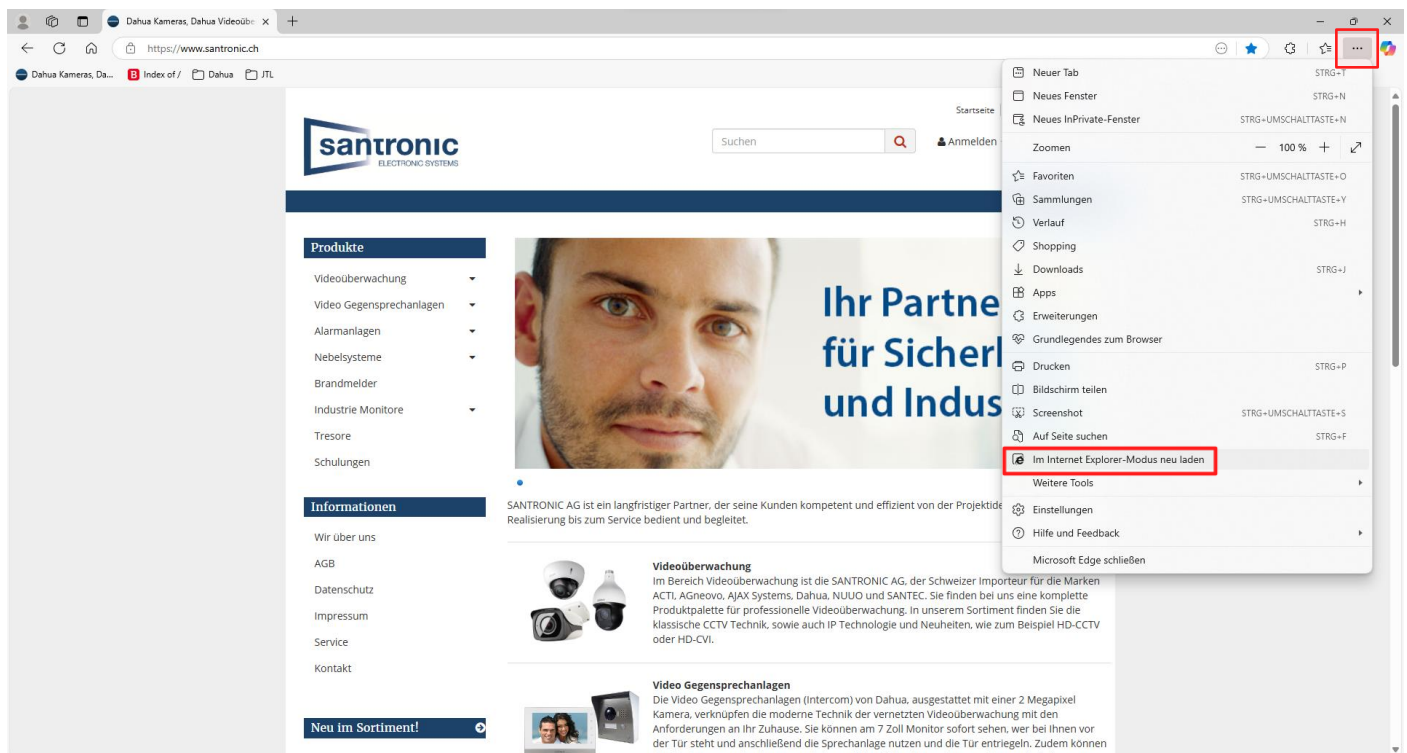 Dahua Kameras, Dahua Videoübe
https://www.santronic.ch
Dahua Kameras, Da...
Index of /
Dahua
JTL
Startseite
santronic
ELECTRONIC SYSTEMS
Suchen
Anmelden
Produkte
Videoüberwachung
Video Gegensprechanlagen
Alarmanlagen
Nebelsysteme
Brandmelder
Industrie Monitore
Tresore
Schulungen
Informationen
Wir über uns
AGB
Datenschutz
Impressum
Service
Kontakt
Neu im Sortiment!
Ihr Partne
für Sicherl
und Indus
SANTRONIC AG ist ein langfristiger Partner, der seine Kunden kompetent und effizient von der Projektide
Realisierung bis zum Service bedient und begleitet.
Videoüberwachung
Im Bereich Videoüberwachung ist die SANTRONIC AG, der Schweizer Importeur für die Marken
ACTI, AGneovo, AJAX Systems, Dahua, NUUO und SANTEC. Sie finden bei uns eine komplette
Produktpalette für professionelle Videoüberwachung. In unserem Sortiment finden Sie die
klassische CCTV Technik, sowie auch IP Technologie und Neuheiten, wie zum Beispiel HD-CCTV
oder HD-CVI.
Video Gegensprechanlagen
Die Video Gegensprechanlagen (Intercom) von Dahua, ausgestattet mit einer 2 Megapixel
Kamera, verknüpfen die moderne Technik der vernetzten Videoüberwachung mit den
Anforderungen an Ihr Zuhause. Sie können am 7 Zoll Monitor sofort sehen, wer bei Ihnen vor
der Tür steht und anschließend die Sprechanlage nutzen und die Tür entriegeln. Zudem können
Neuer Tab STRG+T
Neues Fenster STRG+N
Neues InPrivate-Fenster STRG+UMSCHALTTASTE+N
Zoomen — 100 % +
Favoriten STRG+UMSCHALTTASTE+O
Sammlungen STRG+UMSCHALTTASTE+Y
Verlauf STRG+H
Shopping
Downloads STRG+J
Apps
Erweiterungen
Grundlegendes zum Browser
Drucken STRG+P
Bildschirm teilen
Screenshot STRG+UMSCHALTTASTE+S
Auf Seite suchen STRG+F
Im Internet Explorer-Modus neu laden
Weitere Tools
Einstellungen
Hilfe und Feedback
Microsoft Edge schließen